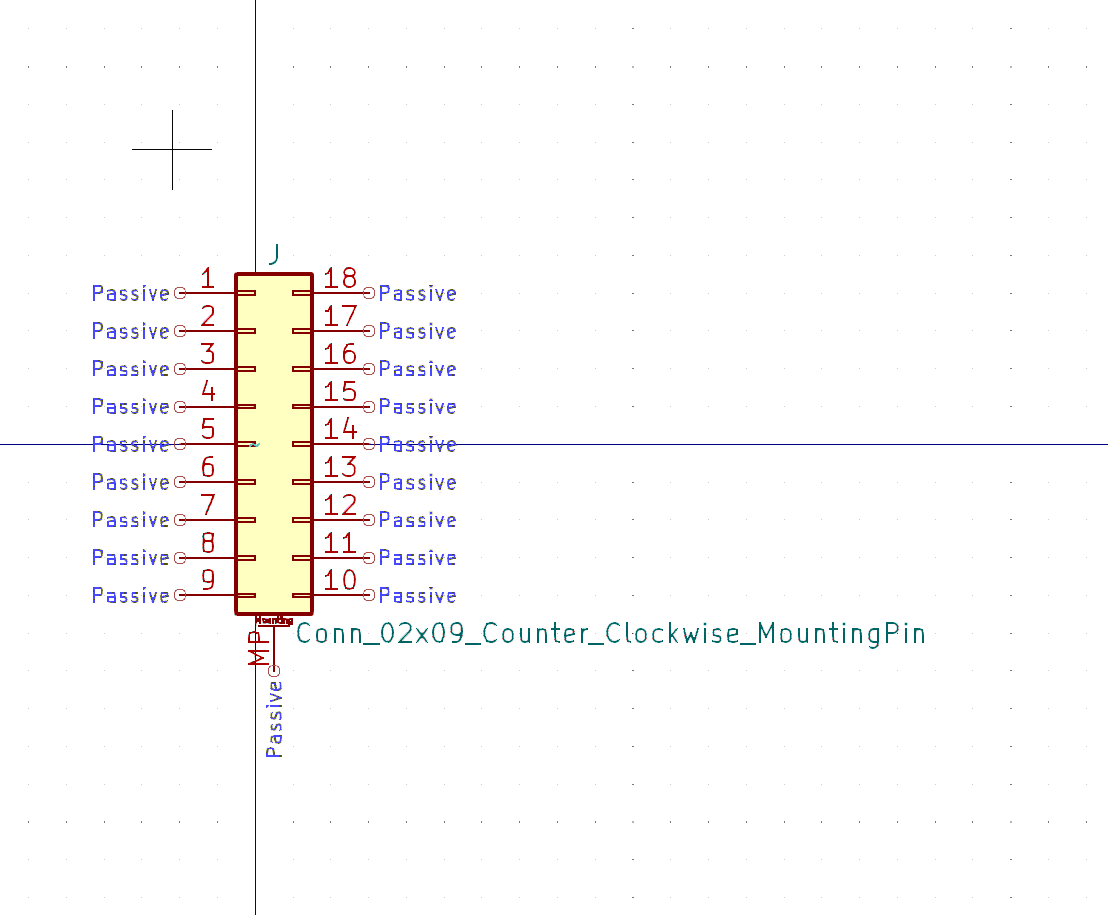 J
Passive 1 18 Passive
Passive 2 17 Passive
Passive 3 16 Passive
Passive 4 15 Passive
Passive 5 14 Passive
Passive 6 13 Passive
Passive 7 12 Passive
Passive 8 11 Passive
Passive 9 10 Passive
Mounting
MP
Conn_02x09_Counter_Clockwise_MountingPin
Passive